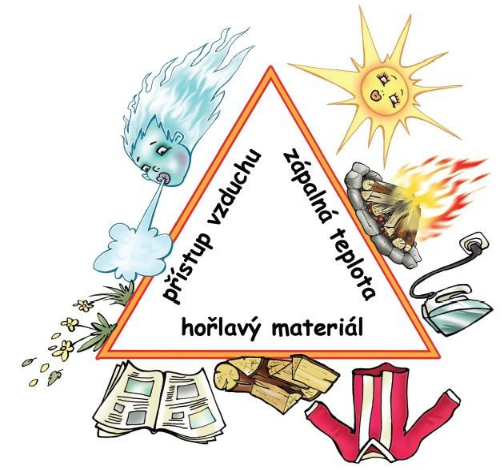 přístup vzduchu
zápalná teplota
hořlavý materiál